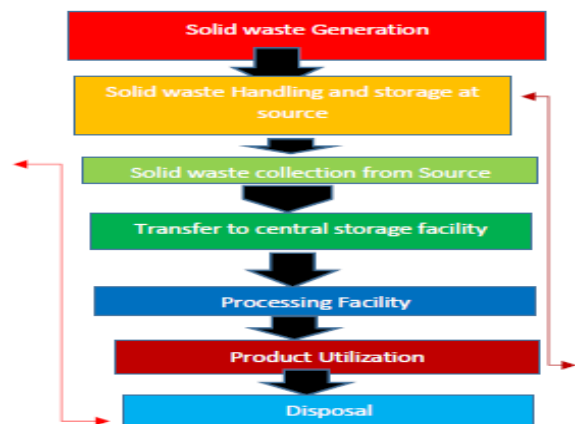 Solid waste Generation
Solid waste Handling and storage at
source
Solid waste collection from Source
Transfer to central storage facility
Processing Facility
Product Utilization
Disposal